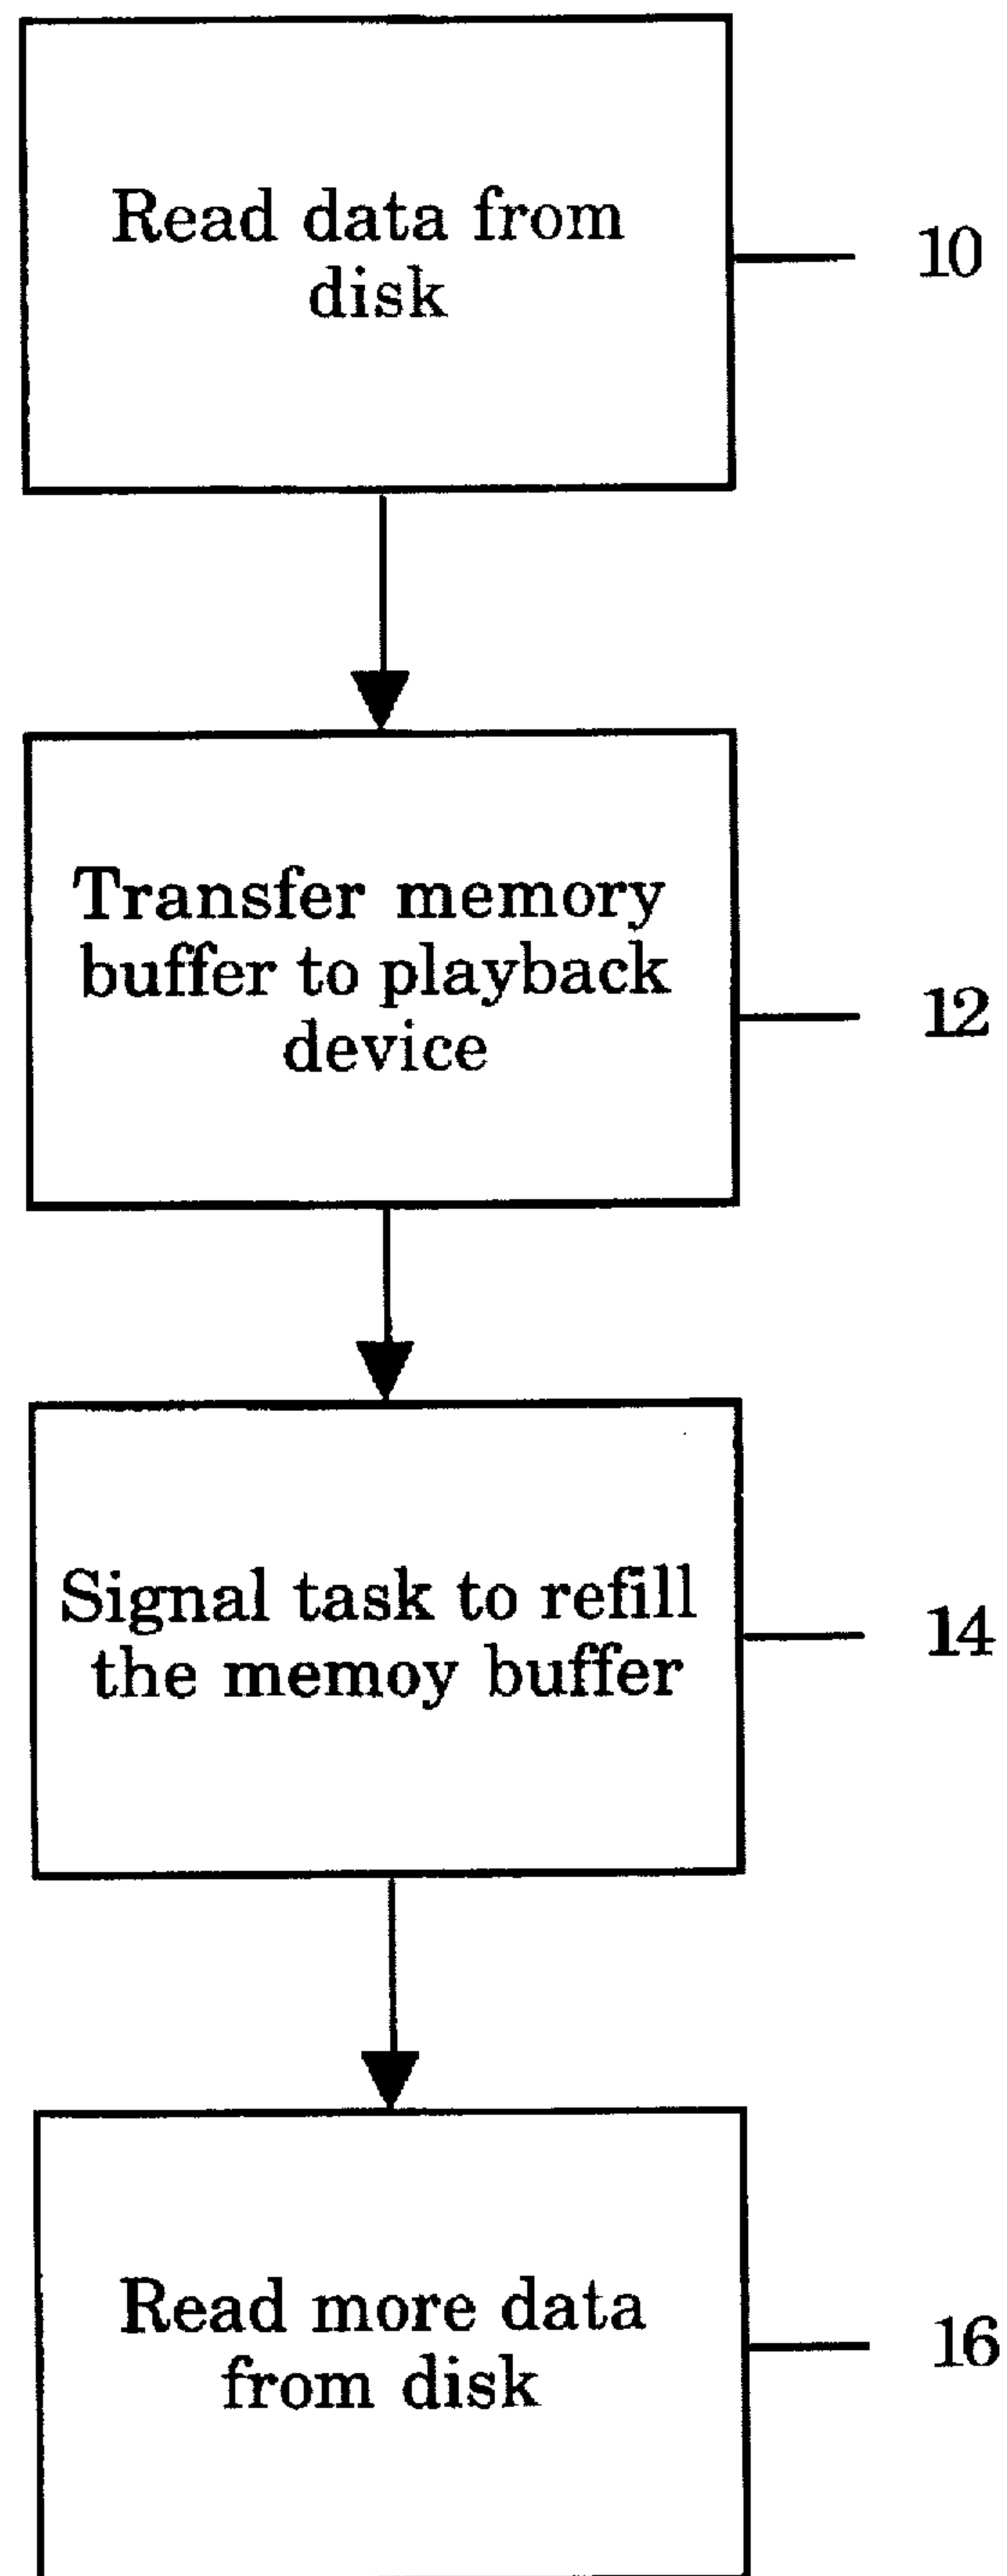 Read data from
disk
10
Transfer memory
buffer to playback
device
12
Signal task to refill
the memoy buffer
14
Read more data
from disk
16